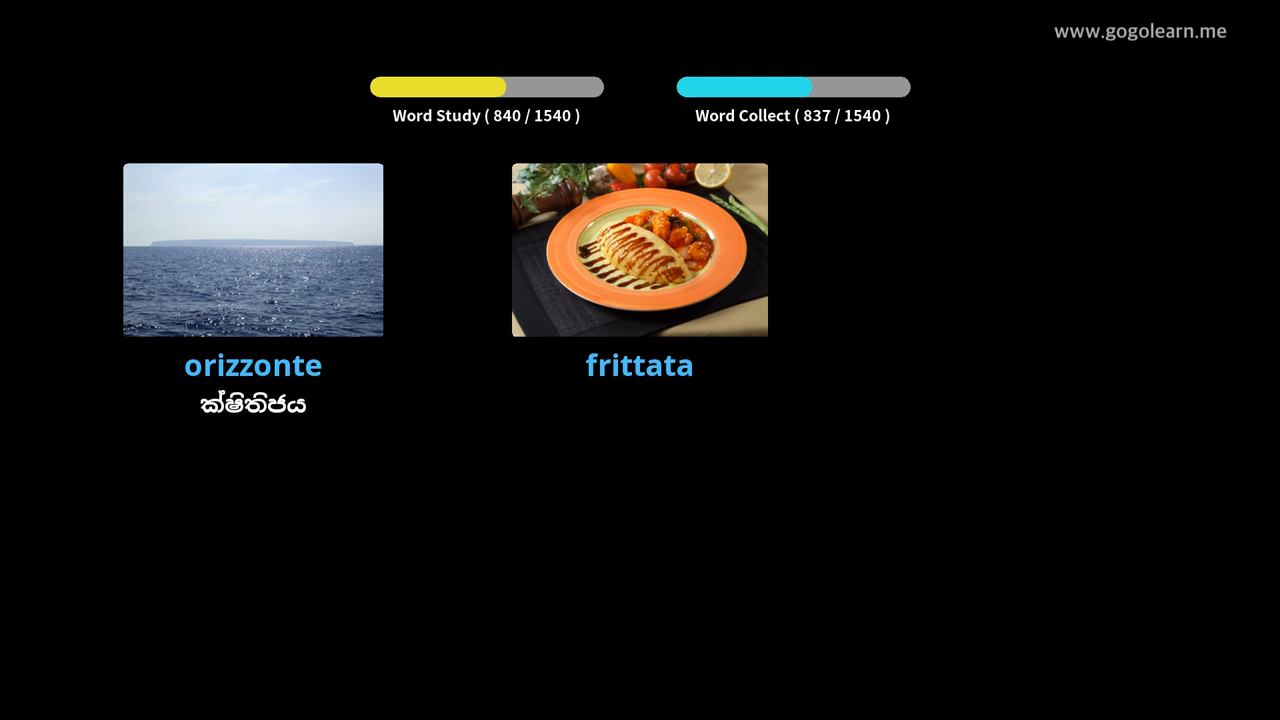 www.gogolearn.me
Word Study ( 840 / 1540 )
Word Collect ( 837 / 1540 )
orizzonte
ක්ෂිතිජය
frittata